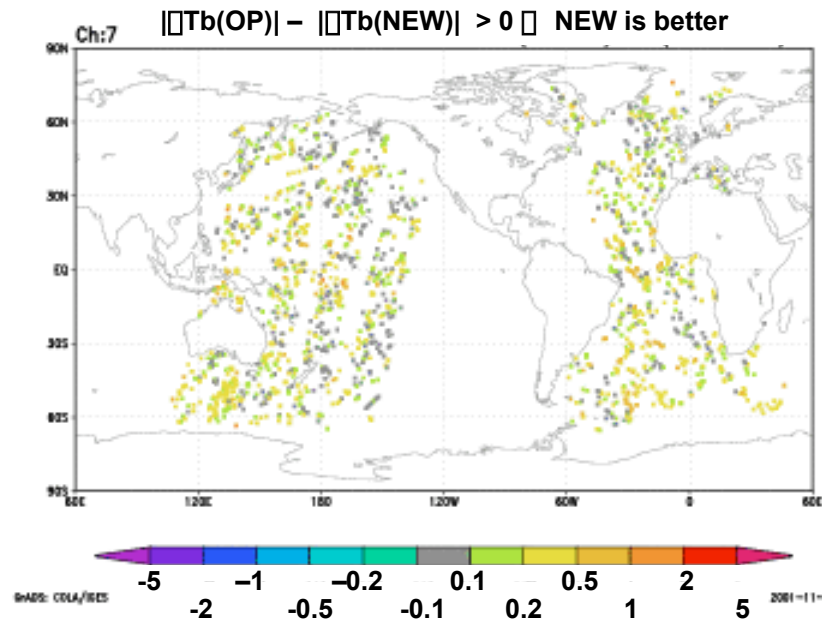 |▯Tb(OP)| – |▯Tb(NEW)| > 0 ▯ NEW is better
Ch:7
90N
60N
30N
EQ
30S
60S
90S
60E 120E 180 120W 60W 0 60E
-5 –1 –0.2 0.1 0.5 2
-2 -0.5 -0.1 0.2 1 5
GrADS: COLA/IGES
2001-11-